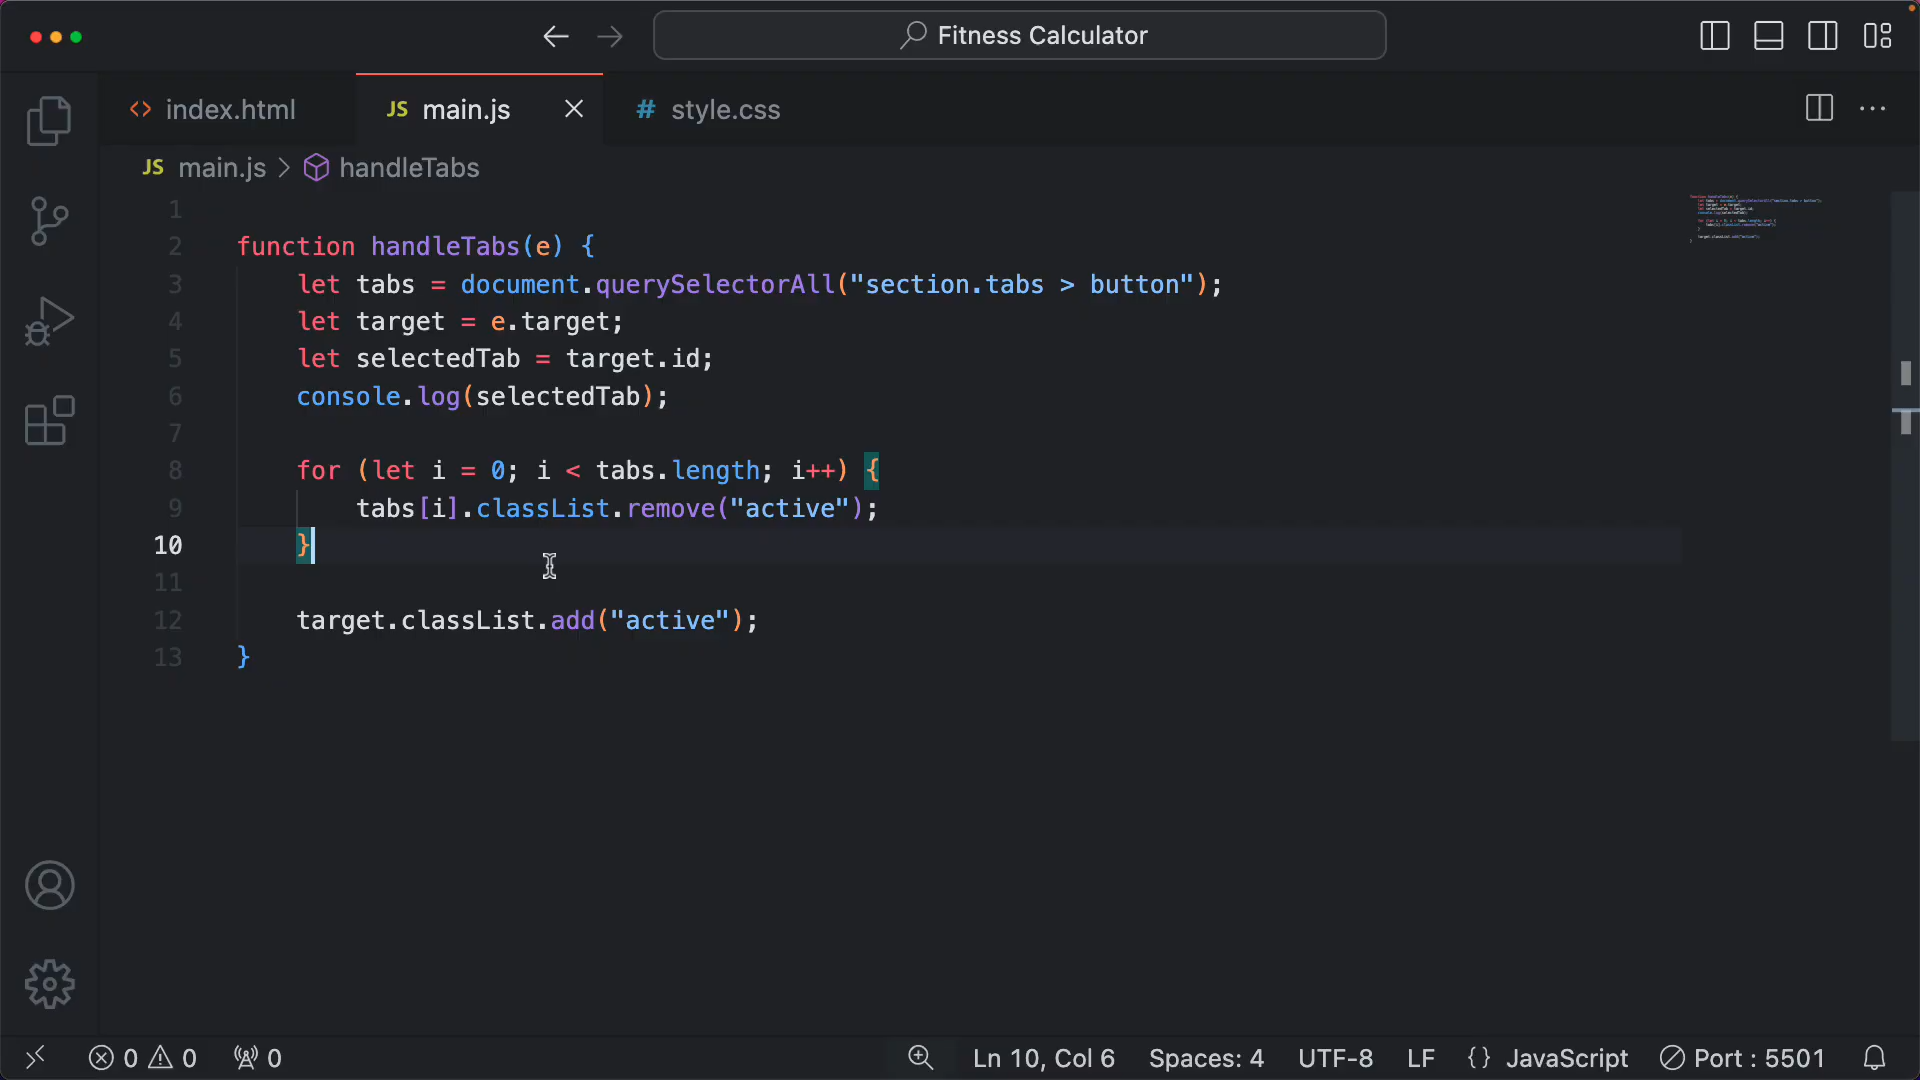 Fitness Calculator
<> index.html
JS main.js
# style.css
JS main.js > handleTabs
1
2 function handleTabs(e) {
3 let tabs = document.querySelectorAll("section.tabs > button");
4 let target = e.target;
5 let selectedTab = target.id;
6 console.log(selectedTab);
7
8 for (let i = 0; i < tabs.length; i++) {
9 tabs[i].classList.remove("active");
10 }
11
12 target.classList.add("active");
13 }
0 0 0 Ln 10, Col 6 Spaces: 4 UTF-8 LF {} JavaScript Port : 5501